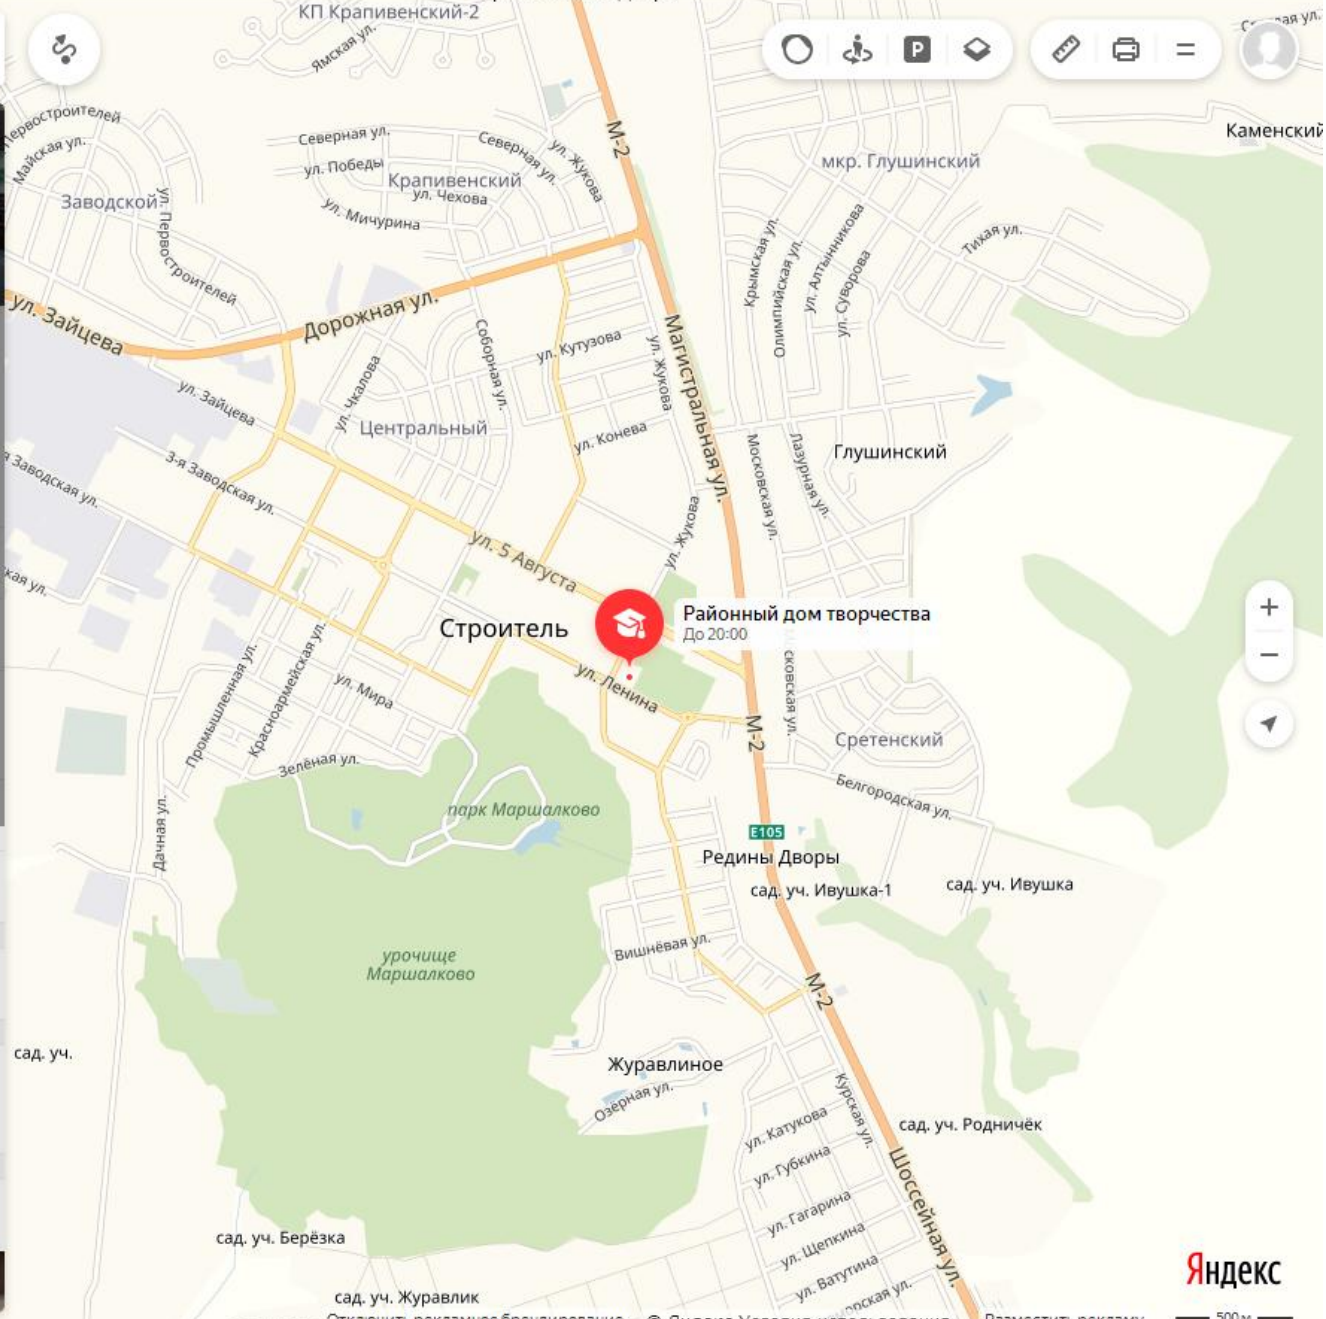 КП Крапивенский-2
Ямская ул.
Каменский
Первостроителей
Майская ул.
Заводской
ул. Первостроителей
Северная ул.
ул. Победы
Крапивенский
ул. Чехова
ул. Мичурина
Северная ул.
ул. Жукова
М-2
P
мкр. Глушинский
Тихая ул.
Крымская ул.
Олимпийская ул.
ул. Алтынникова
ул. Суворова
ул. Зайцева
Дорожная ул.
ул. Зайцева
ул. Чкалова
Соборная ул.
ул. Кутузова
ул. Жукова
Магистральная ул.
Центральный
ул. Конева
Московская ул.
Лазурная ул.
Глушинский
я Заводская ул.
3-я Заводская ул.
ул. 5 Августа
ул. Жукова
Строитель
Районный дом творчества
До 20:00
ул. Ленина
сковская ул.
Промышленная ул.
Красноармейская ул.
ул. Мира
Зелёная ул.
М-2
Сретенский
Белгородская ул.
парк Маршалково
Дачная ул.
E105
Редины Дворы
сад. уч. Ивушка-1
сад. уч. Ивушка
урочище
Маршалково
Вишнёвая ул.
М-2
сад. уч.
Журавлиное
Озёрная ул.
Курская ул.
ул. Катукова
сад. уч. Родничёк
ул. Губкина
Шоссейная ул.
ул. Гагарина
ул. Щепкина
ул. Ватутина
сад. уч. Берёзка
сад. уч. Журавлик
Яндекс
500 м